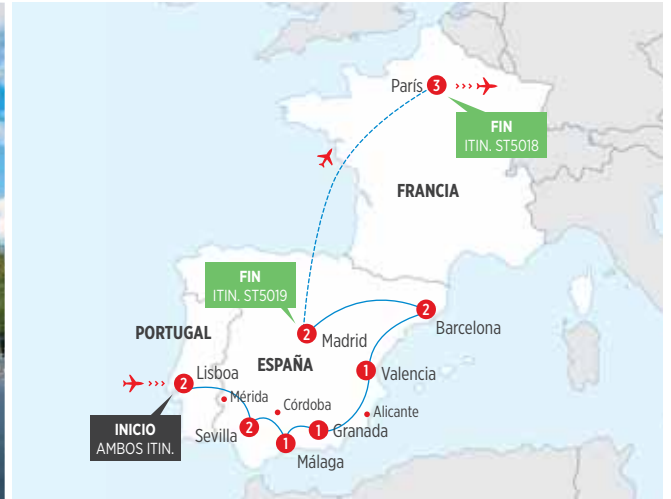 París 3
FIN
ITIN. ST5018
FRANCIA
FIN
ITIN. ST5019
2
Madrid
2
Barcelona
PORTUGAL
ESPAÑA
1
Valencia
Lisboa
2
Mérida
Córdoba
Alicante
INICIO
AMBOS ITIN.
Sevilla
2
1
Málaga
1
Granada